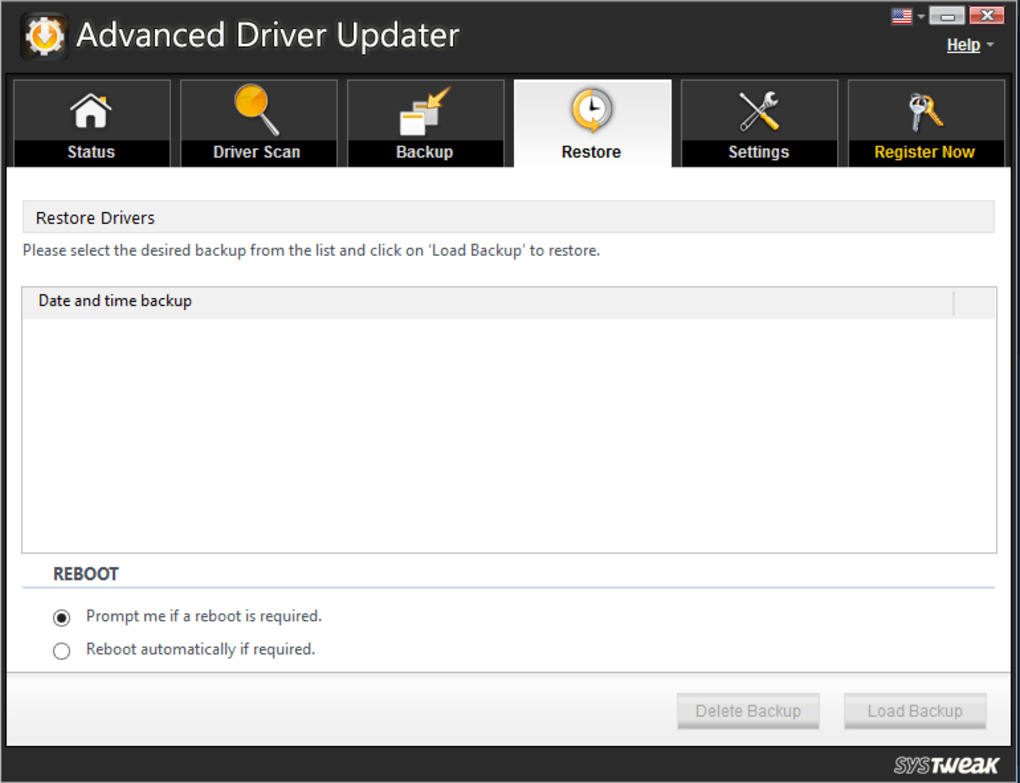 Advanced Driver Updater
Help
Status
Driver Scan
Backup
Restore
Settings
Register Now
Restore Drivers
Please select the desired backup from the list and click on ‘Load Backup’ to restore.
Date and time backup
REBOOT
Prompt me if a reboot is required.
Reboot automatically if required.
Delete Backup
Load Backup
SYSTWEAK